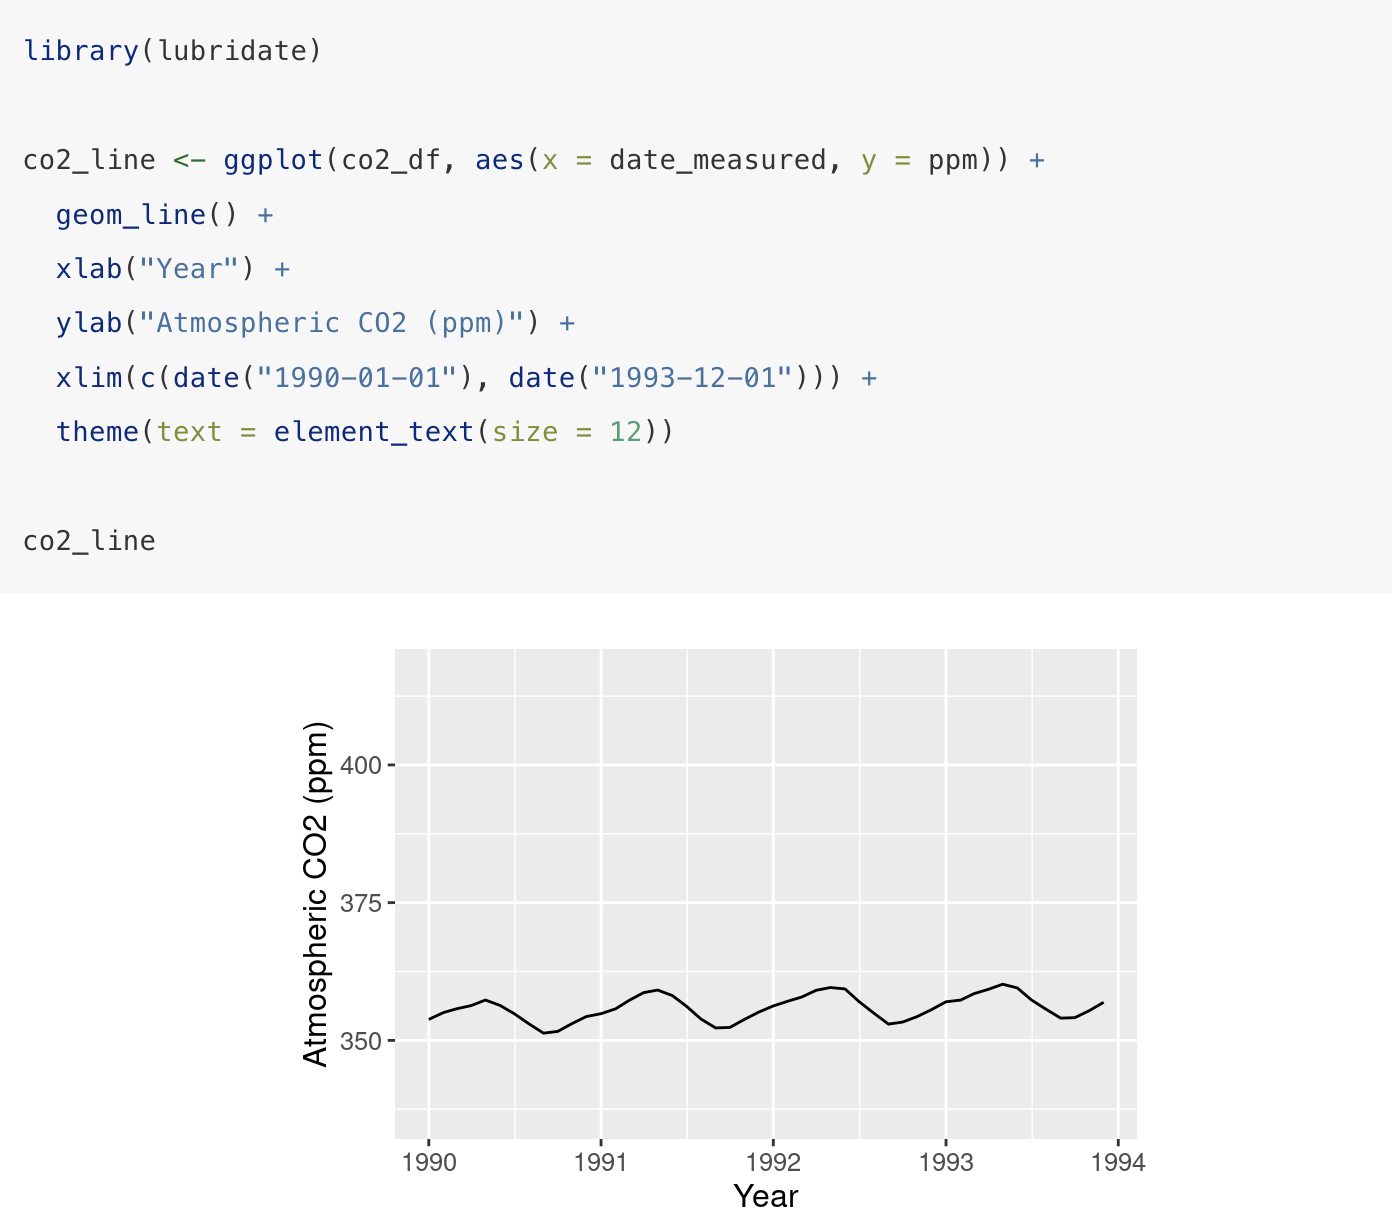 library(lubridate)
co2_line <- ggplot(co2_df, aes(x = date_measured, y = ppm)) +
  geom_line() +
  xlab("Year") +
  ylab("Atmospheric CO2 (ppm)") +
  xlim(c(date("1990-01-01"), date("1993-12-01"))) +
  theme(text = element_text(size = 12))
co2_line
Atmospheric CO2 (ppm)
400
375
350
1990 1991 1992 1993 1994
Year